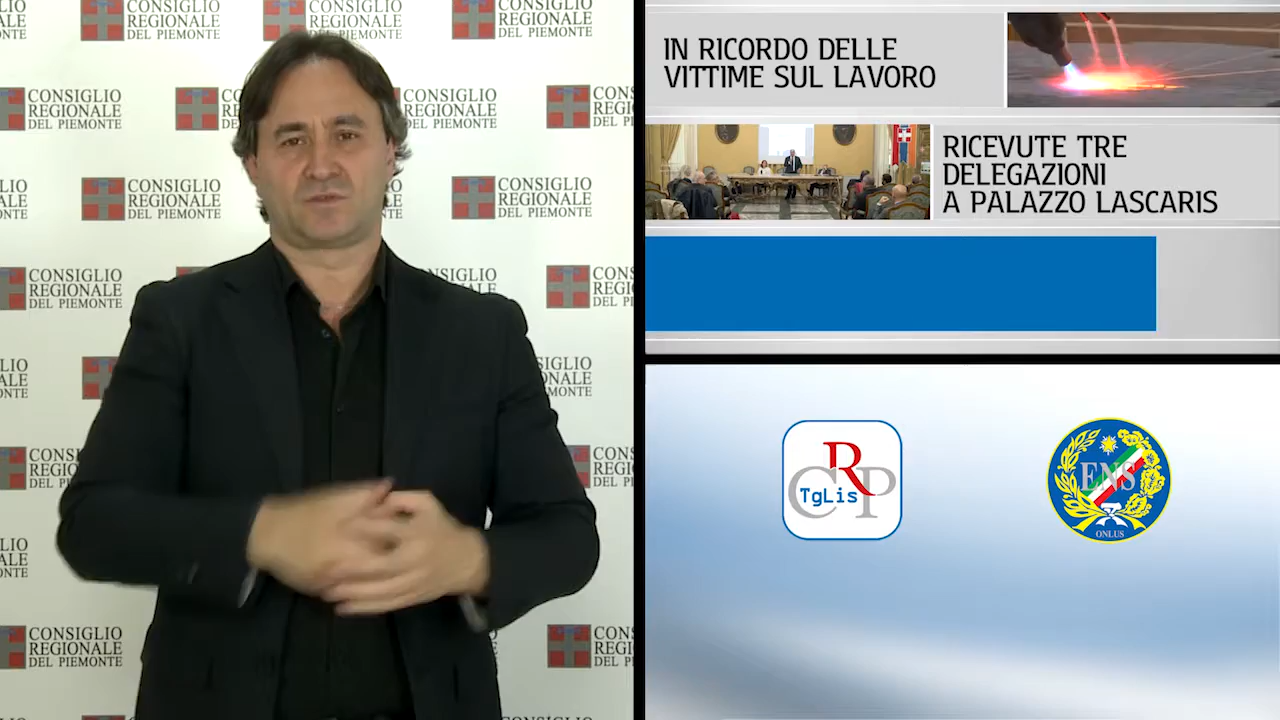 CONSIGLIO
REGIONALE
DEL PIEMONTE
IN RICORDO DELLE
VITTIME SUL LAVORO
RICEVUTE TRE
DELEGAZIONI
A PALAZZO LASCARIS
CRP
TgLis
ENS
ONLUS